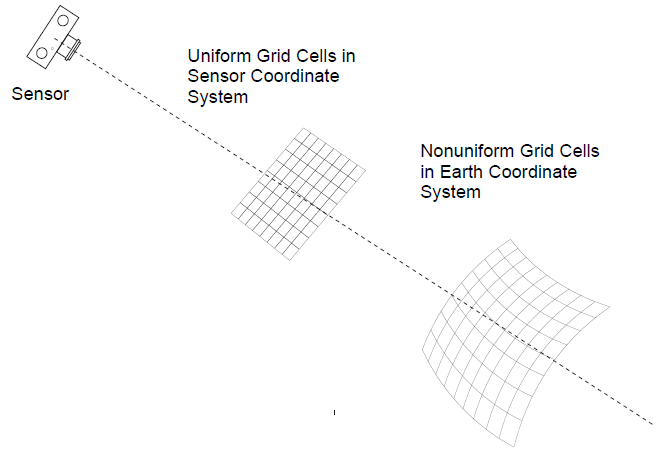 Sensor
Uniform Grid Cells in
Sensor Coordinate
System
Nonuniform Grid Cells
in Earth Coordinate
System